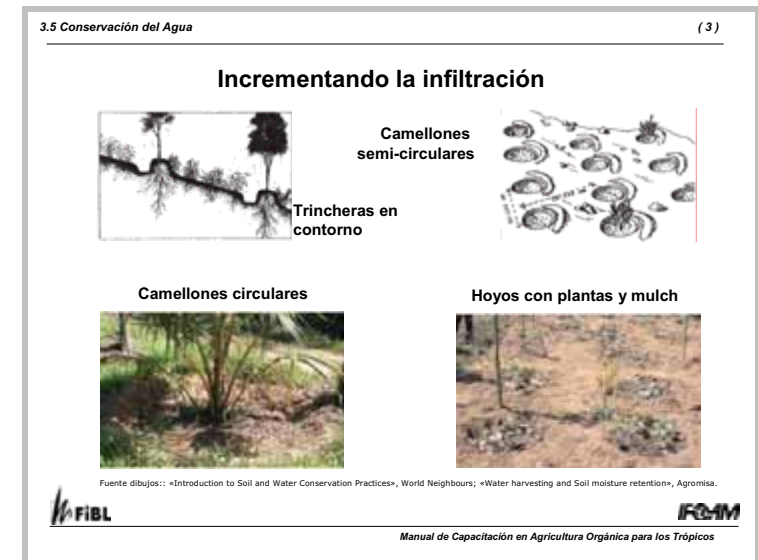 3.5 Conservación del Agua
( 3 )
Incrementando la infiltración
Camellones
semi-circulares
Trincheras en
contorno
Camellones circulares
Hoyos con plantas y mulch
Fuente dibujos:: «Introduction to Soil and Water Conservation Practices», World Neighbours; «Water harvesting and Soil moisture retention», Agromisa.
FiBL
IFOAM
Manual de Capacitación en Agricultura Orgánica para los Trópicos